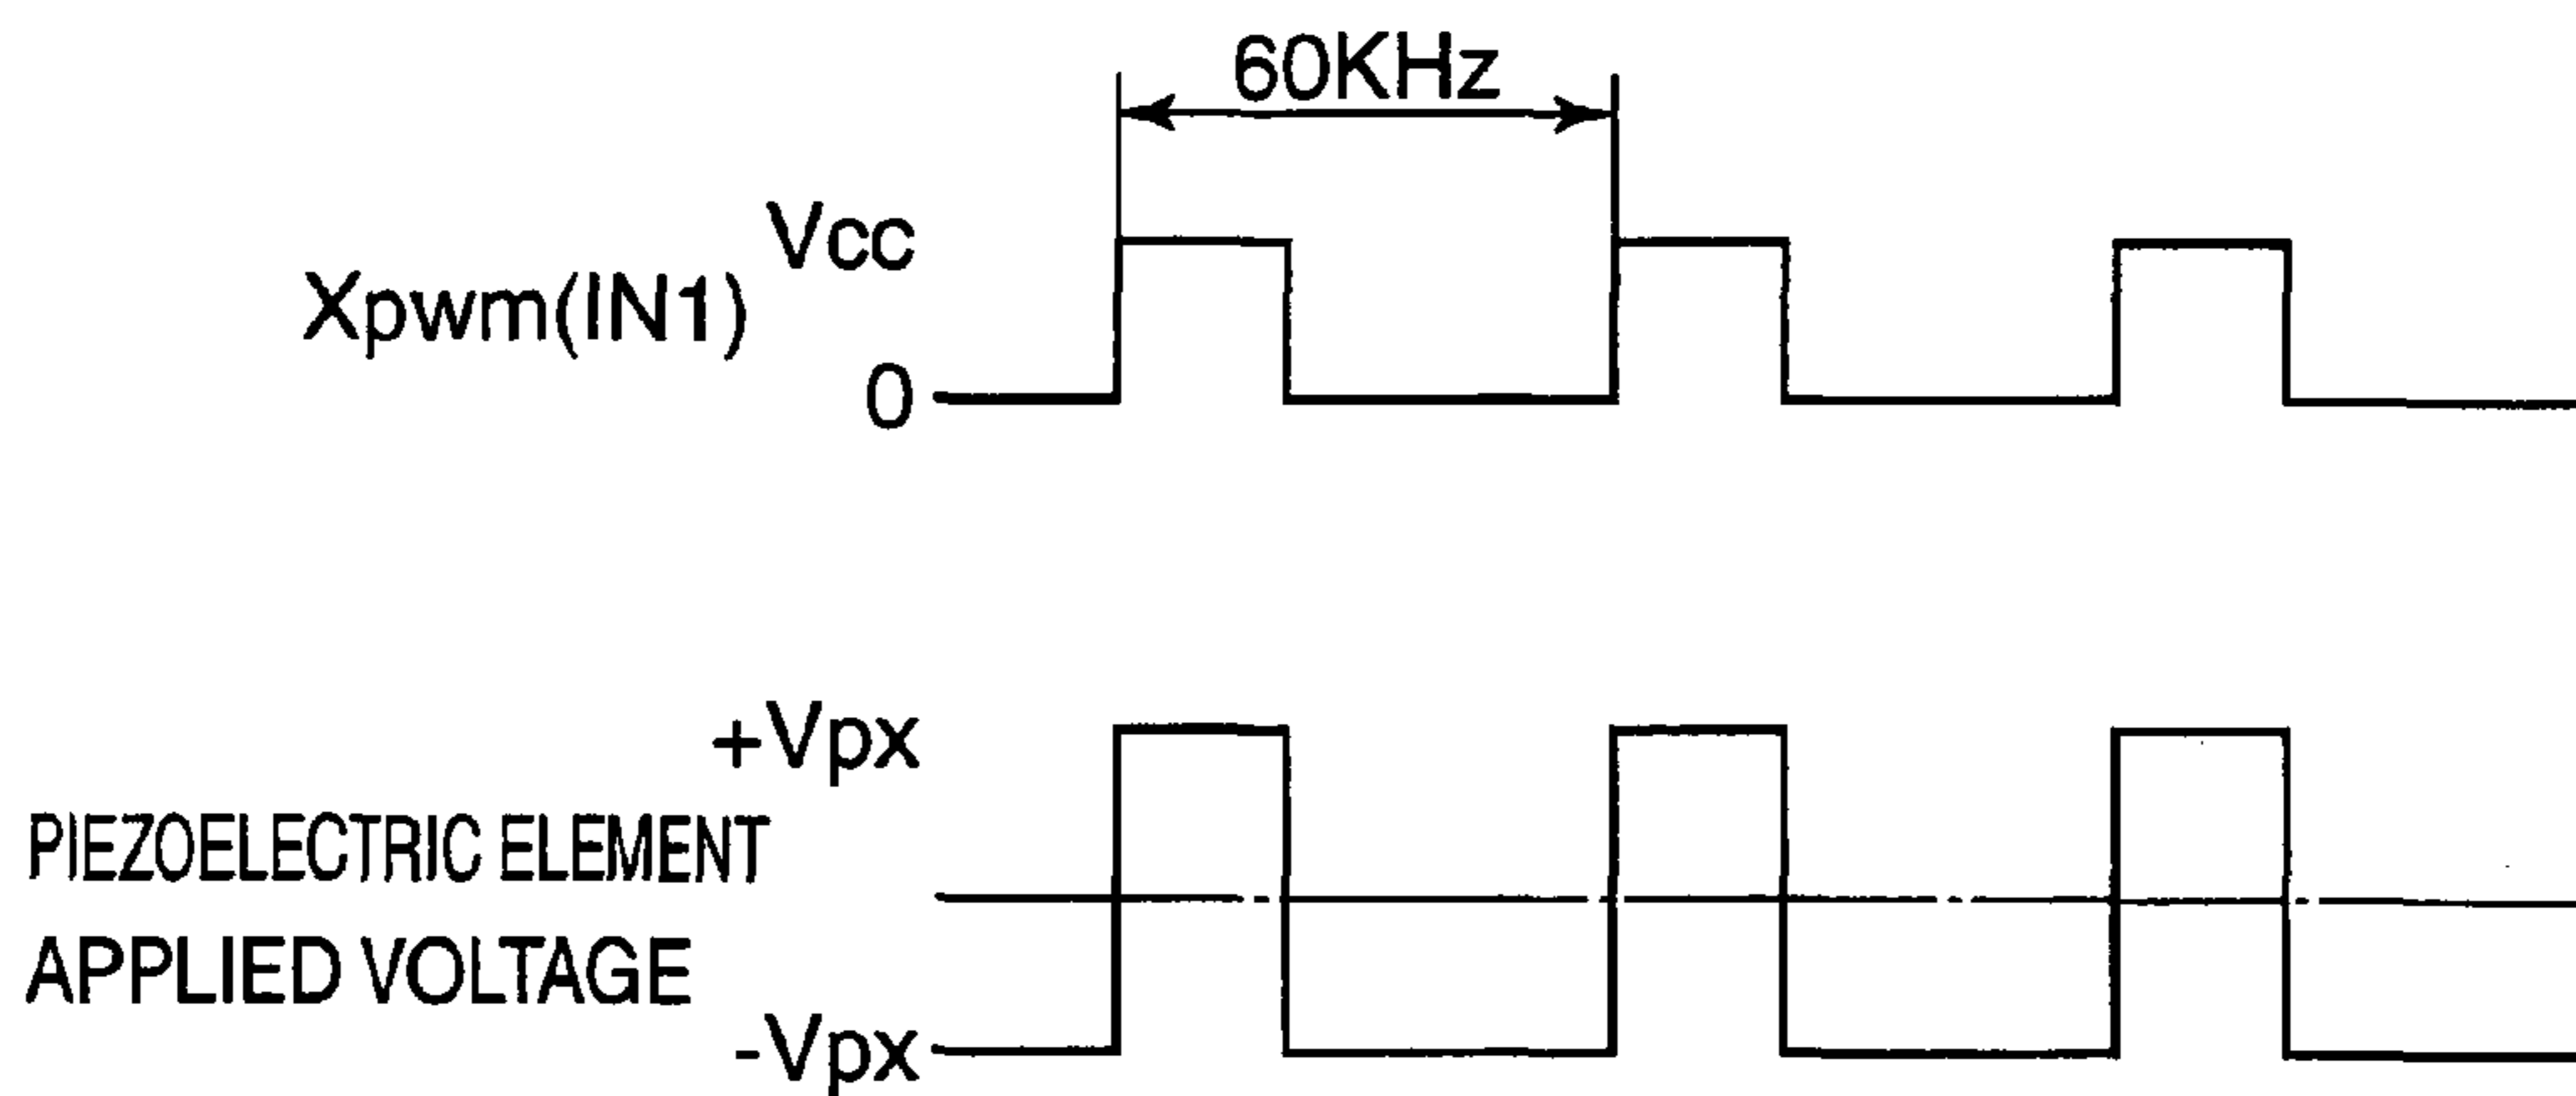 60KHz
Vcc
Xpwm(IN1)
0
+Vpx
PIEZOELECTRIC ELEMENT
APPLIED VOLTAGE
-Vpx